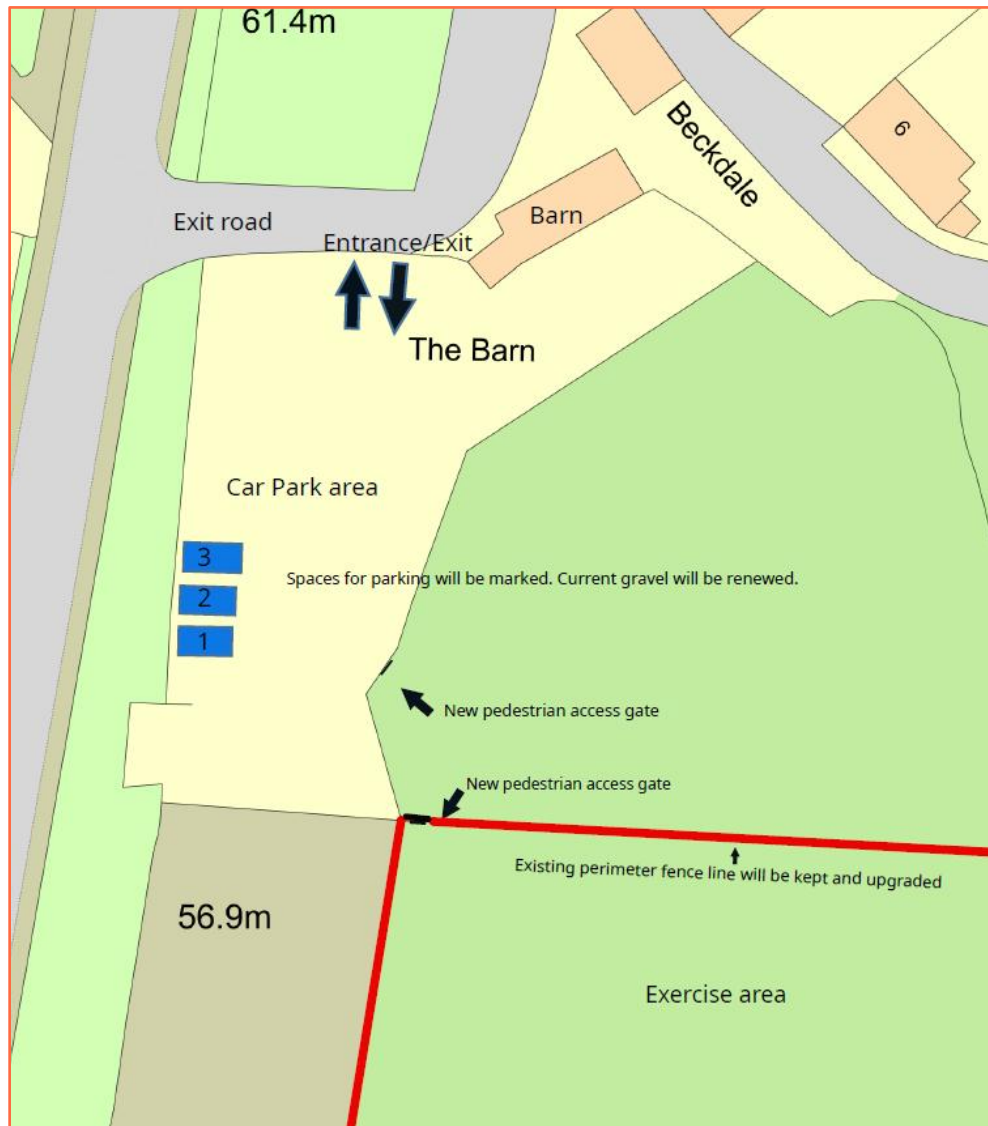 61.4m
6
Beckdale
Barn
Exit road
Entrance/Exit
The Barn
Car Park area
3
Spaces for parking will be marked. Current gravel will be renewed.
2
1
New pedestrian access gate
New pedestrian access gate
Existing perimeter fence line will be kept and upgraded
56.9m
Exercise area